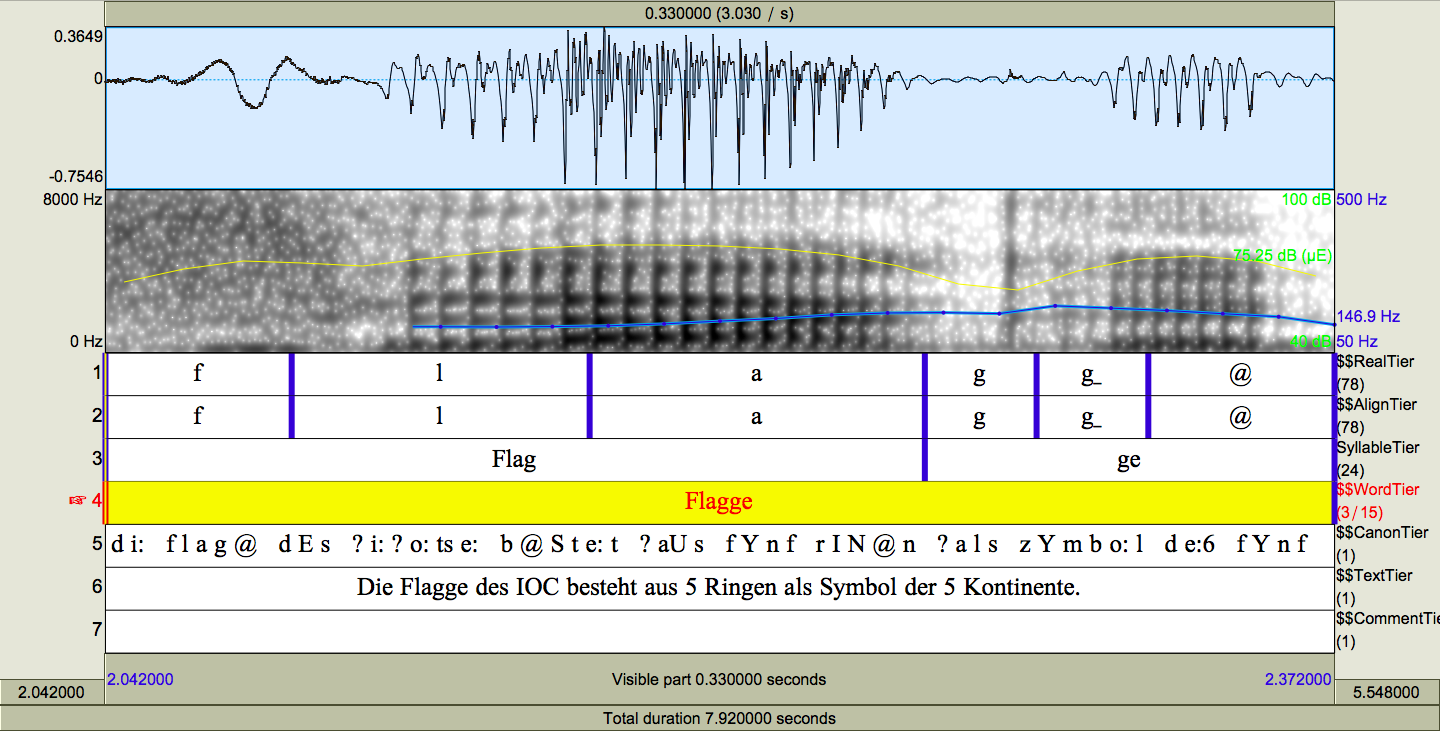 0.330000 (3.030 / s)
0.3649
0
-0.7546
8000 Hz
0 Hz
100 dB
500 Hz
75.25 dB (µE)
146.9 Hz
40 dB
50 Hz
1 f l a g g_ @ $$RealTier
(78)
2 f l a g g_ @ $$AlignTier
(78)
3 Flag ge SyllableTier
(24)
☞ 4 Flagge $$WordTier
(3/15)
5 d i: f l a g @ d E s ? i: ? o: ts e: b @ S t e: t ? a U s f Y n f r I N @ n ? a l s z Y m b o: l d e:6 f Y n f $$CanonTier
(1)
6 Die Flagge des IOC besteht aus 5 Ringen als Symbol der 5 Kontinente. $$TextTier
(1)
7 $$CommentTie
(1)
2.042000 Visible part 0.330000 seconds 2.372000
2.042000 5.548000
Total duration 7.920000 seconds